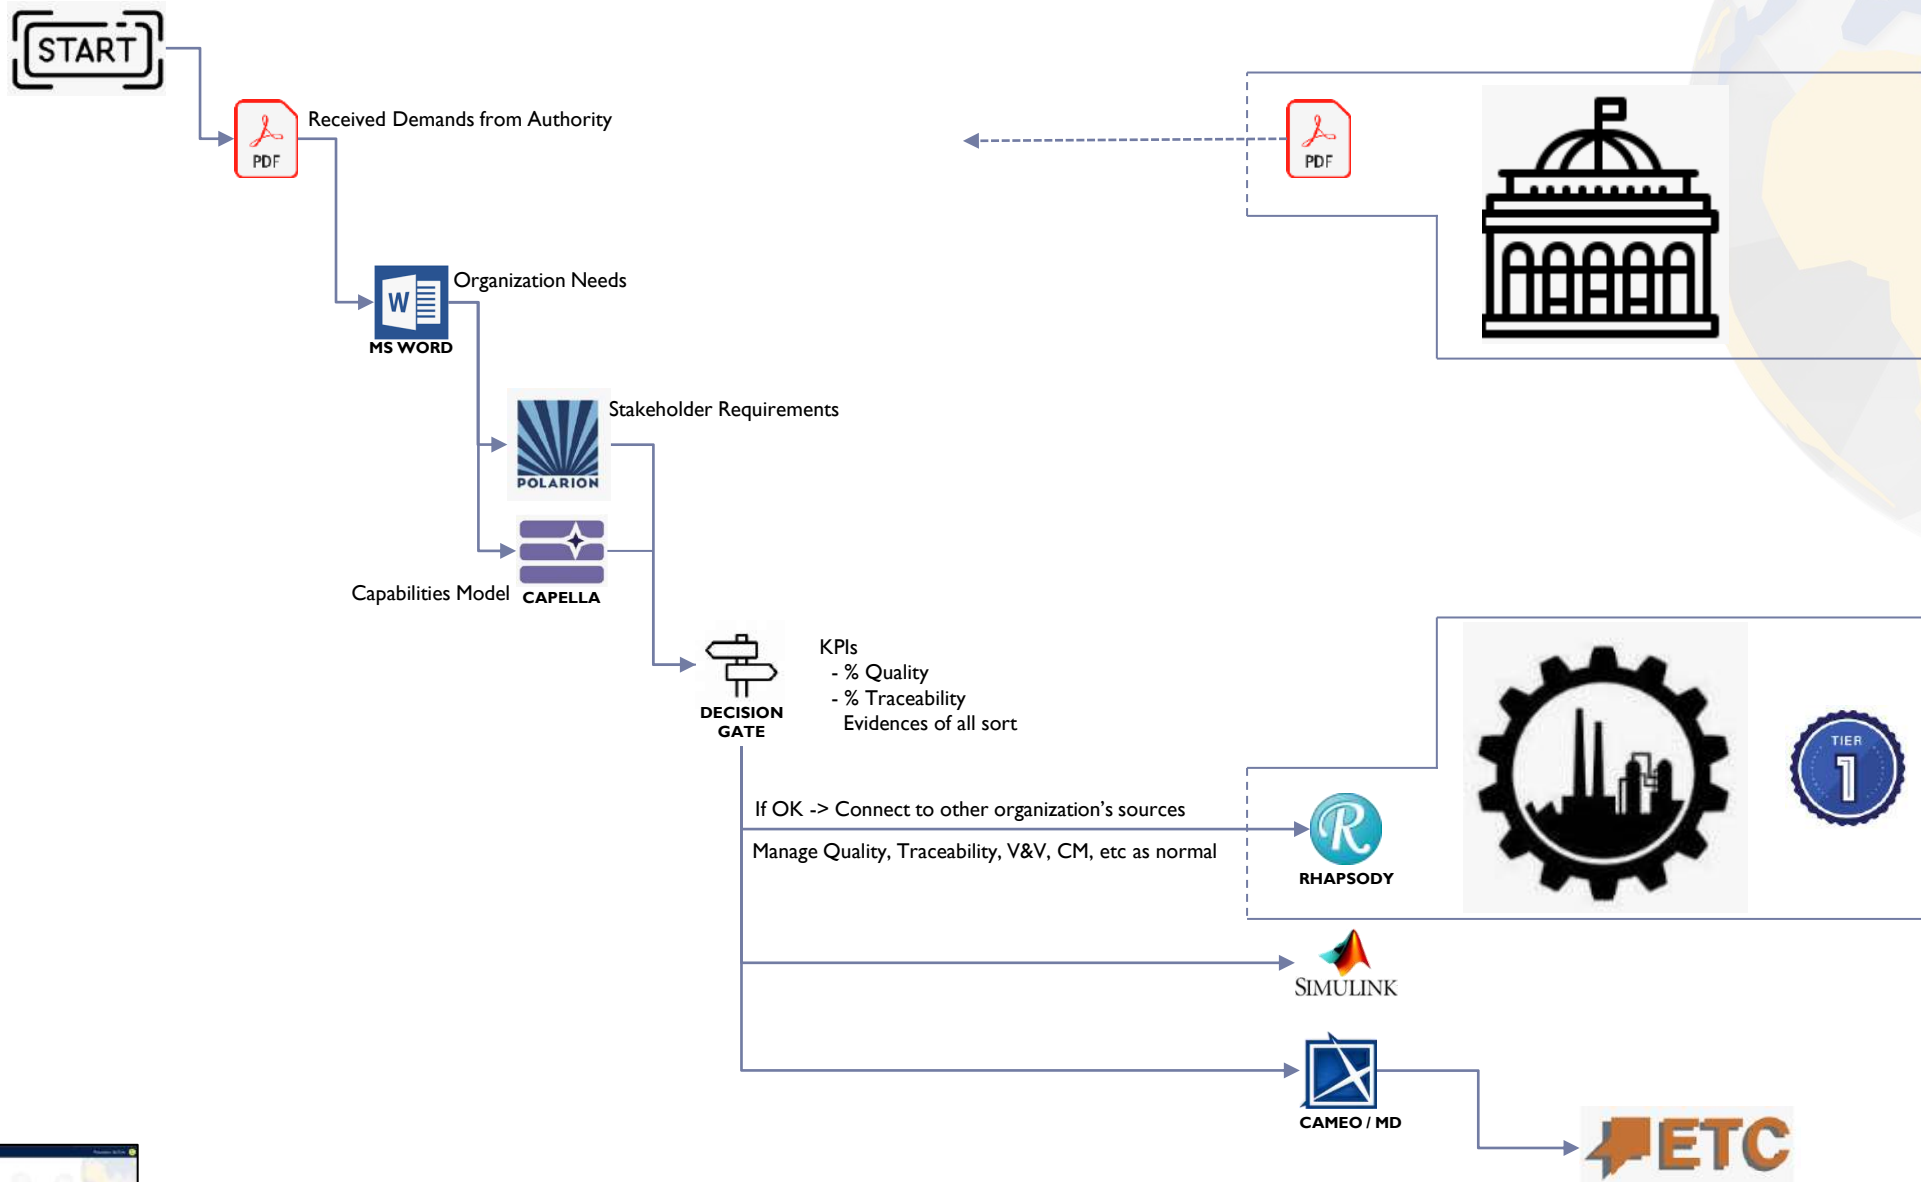 START
PDF
Received Demands from Authority
PDF
W
Organization Needs
MS WORD
Stakeholder Requirements
POLARION
Capabilities Model
CAPELLA
KPIs
- % Quality
- % Traceability
Evidences of all sort
DECISION
GATE
If OK -> Connect to other organization's sources
Manage Quality, Traceability, V&V, CM, etc as normal
R
RHAPSODY
TIER
1
SIMULINK
CAMEO / MD
ETC